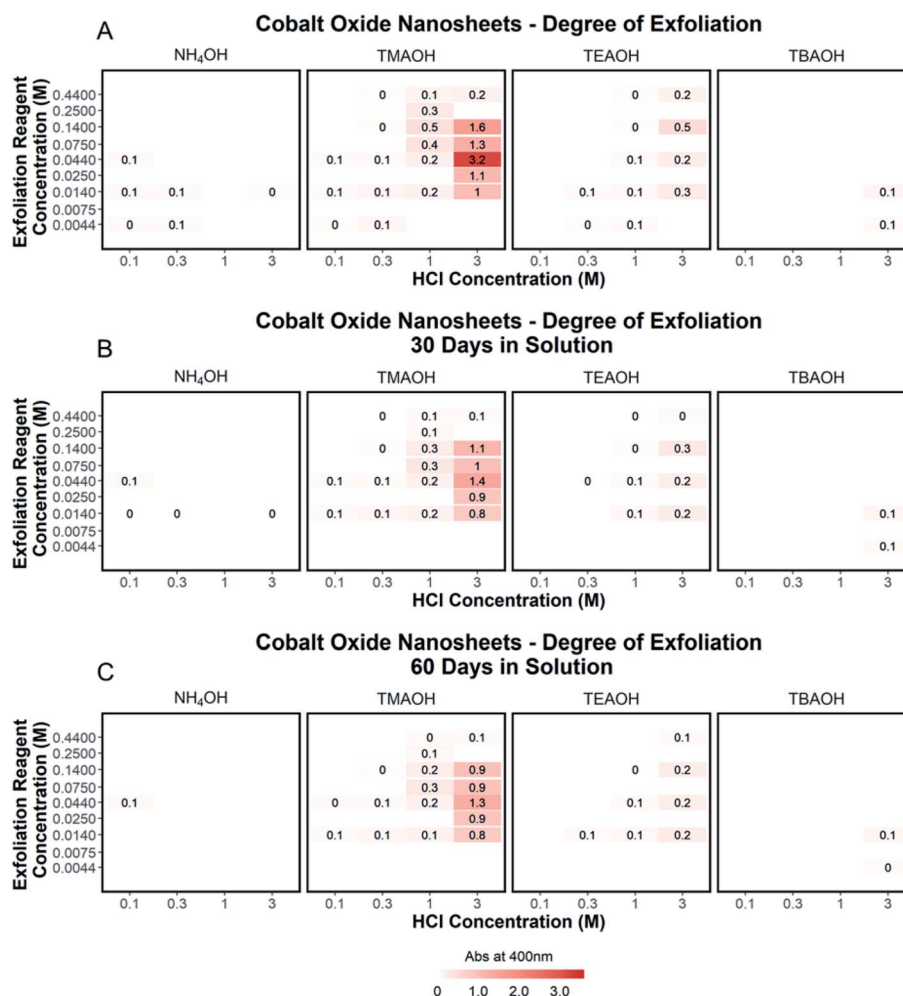 A
Cobalt Oxide Nanosheets - Degree of Exfoliation
NH₄OH TMAOH TEAOH TBAOH
Exfoliation Reagent
Concentration (M)
0.4400 0 0.1 0.2 0 0.2
0.2500 0.3
0.1400 0 0.5 1.6 0 0.5
0.0750 0.4 1.3
0.0440 0.1 0.1 0.1 0.2 3.2 0.1 0.2
0.0250 1.1
0.0140 0.1 0.1 0 0.1 0.1 0.2 1 0.1 0.1 0.3 0.1
0.0075
0.0044 0 0.1 0 0.1 0 0.1 0.1
0.1 0.3 1 3 0.1 0.3 1 3 0.1 0.3 1 3 0.1 0.3 1 3
HCl Concentration (M)
B
Cobalt Oxide Nanosheets - Degree of Exfoliation
30 Days in Solution
NH₄OH TMAOH TEAOH TBAOH
Exfoliation Reagent
Concentration (M)
0.4400 0 0.1 0.1 0 0
0.2500 0.1
0.1400 0 0.3 1.1 0 0.3
0.0750 0.3 1
0.0440 0.1 0.1 0.1 0.2 1.4 0 0.1 0.2
0.0250 0.9
0.0140 0 0 0 0.1 0.1 0.2 0.8 0.1 0.2 0.1
0.0075
0.0044 0.1
0.1 0.3 1 3 0.1 0.3 1 3 0.1 0.3 1 3 0.1 0.3 1 3
HCl Concentration (M)
C
Cobalt Oxide Nanosheets - Degree of Exfoliation
60 Days in Solution
NH₄OH TMAOH TEAOH TBAOH
Exfoliation Reagent
Concentration (M)
0.4400 0 0.1 0.1
0.2500 0.1
0.1400 0 0.2 0.9 0 0.2
0.0750 0.3 0.9
0.0440 0.1 0 0.1 0.2 1.3 0.1 0.2
0.0250 0.9
0.0140 0.1 0.1 0.1 0.8 0.1 0.1 0.2 0.1
0.0075
0.0044 0
0.1 0.3 1 3 0.1 0.3 1 3 0.1 0.3 1 3 0.1 0.3 1 3
HCl Concentration (M)
Abs at 400nm
0 1.0 2.0 3.0